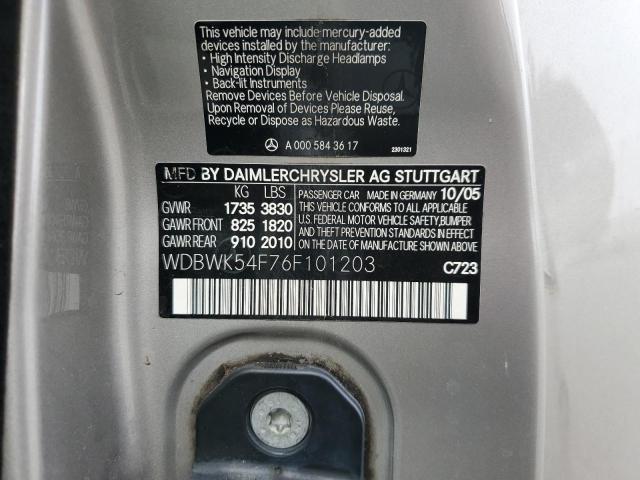 This vehicle may include mercury-added
devices installed by the manufacturer:
• High Intensity Discharge Headlamps
• Navigation Display
• Back-lit Instruments
Remove Devices Before Vehicle Disposal.
Upon Removal of Devices Please Reuse,
Recycle or Dispose as Hazardous Waste.
A 000 584 36 17 2301321
MFD BY DAIMLERCHRYSLER AG STUTTGART
KG LBS PASSENGER CAR MADE IN GERMANY 10/05
GVWR 1735 3830 THIS VEHICLE CONFORMS TO ALL APPLICABLE
GAWR FRONT 825 1820 U.S. FEDERAL MOTOR VEHICLE SAFETY,BUMPER
GAWR REAR 910 2010 AND THEFT PREVENTION STANDARDS IN EFFECT
ON THE DATE OF MANUFACTURE SHOWN ABOVE.
WDBWK54F76F101203 C723